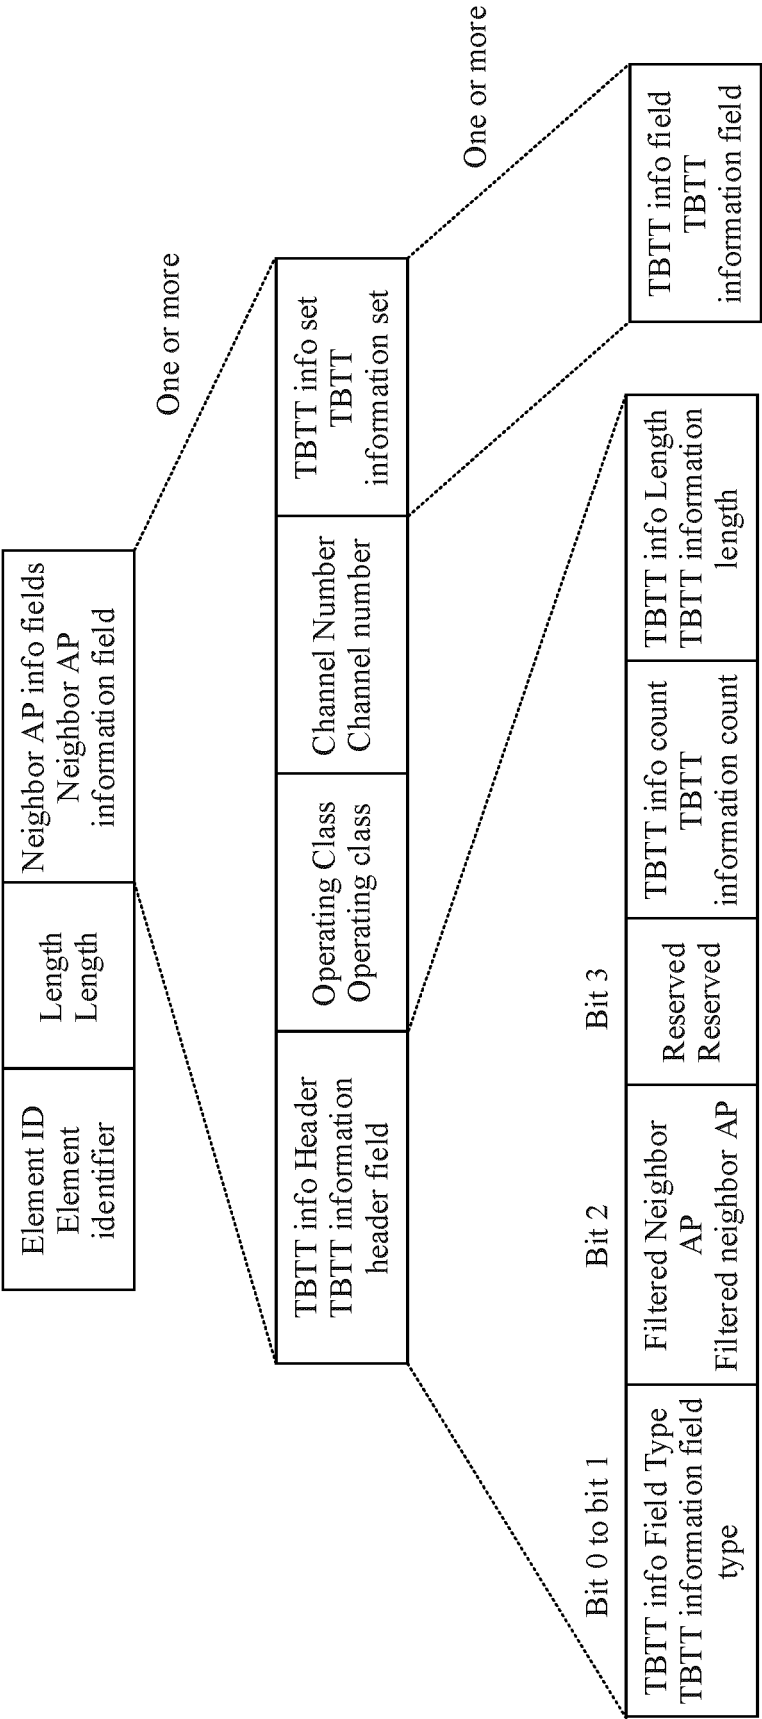 Element ID
Element
identifier
Length
Length
Neighbor AP info fields
Neighbor AP
information field
One or more
TBTT info Header
TBTT information
header field
Operating Class
Operating class
Channel Number
Channel number
TBTT info set
TBTT
information set
One or more
Bit 0 to bit 1
Bit 2
Bit 3
TBTT info Field Type
TBTT information field
type
Filtered Neighbor
AP
Filtered neighbor AP
Reserved
Reserved
TBTT info count
TBTT
information count
TBTT info Length
TBTT information
length
TBTT info field
TBTT
information field